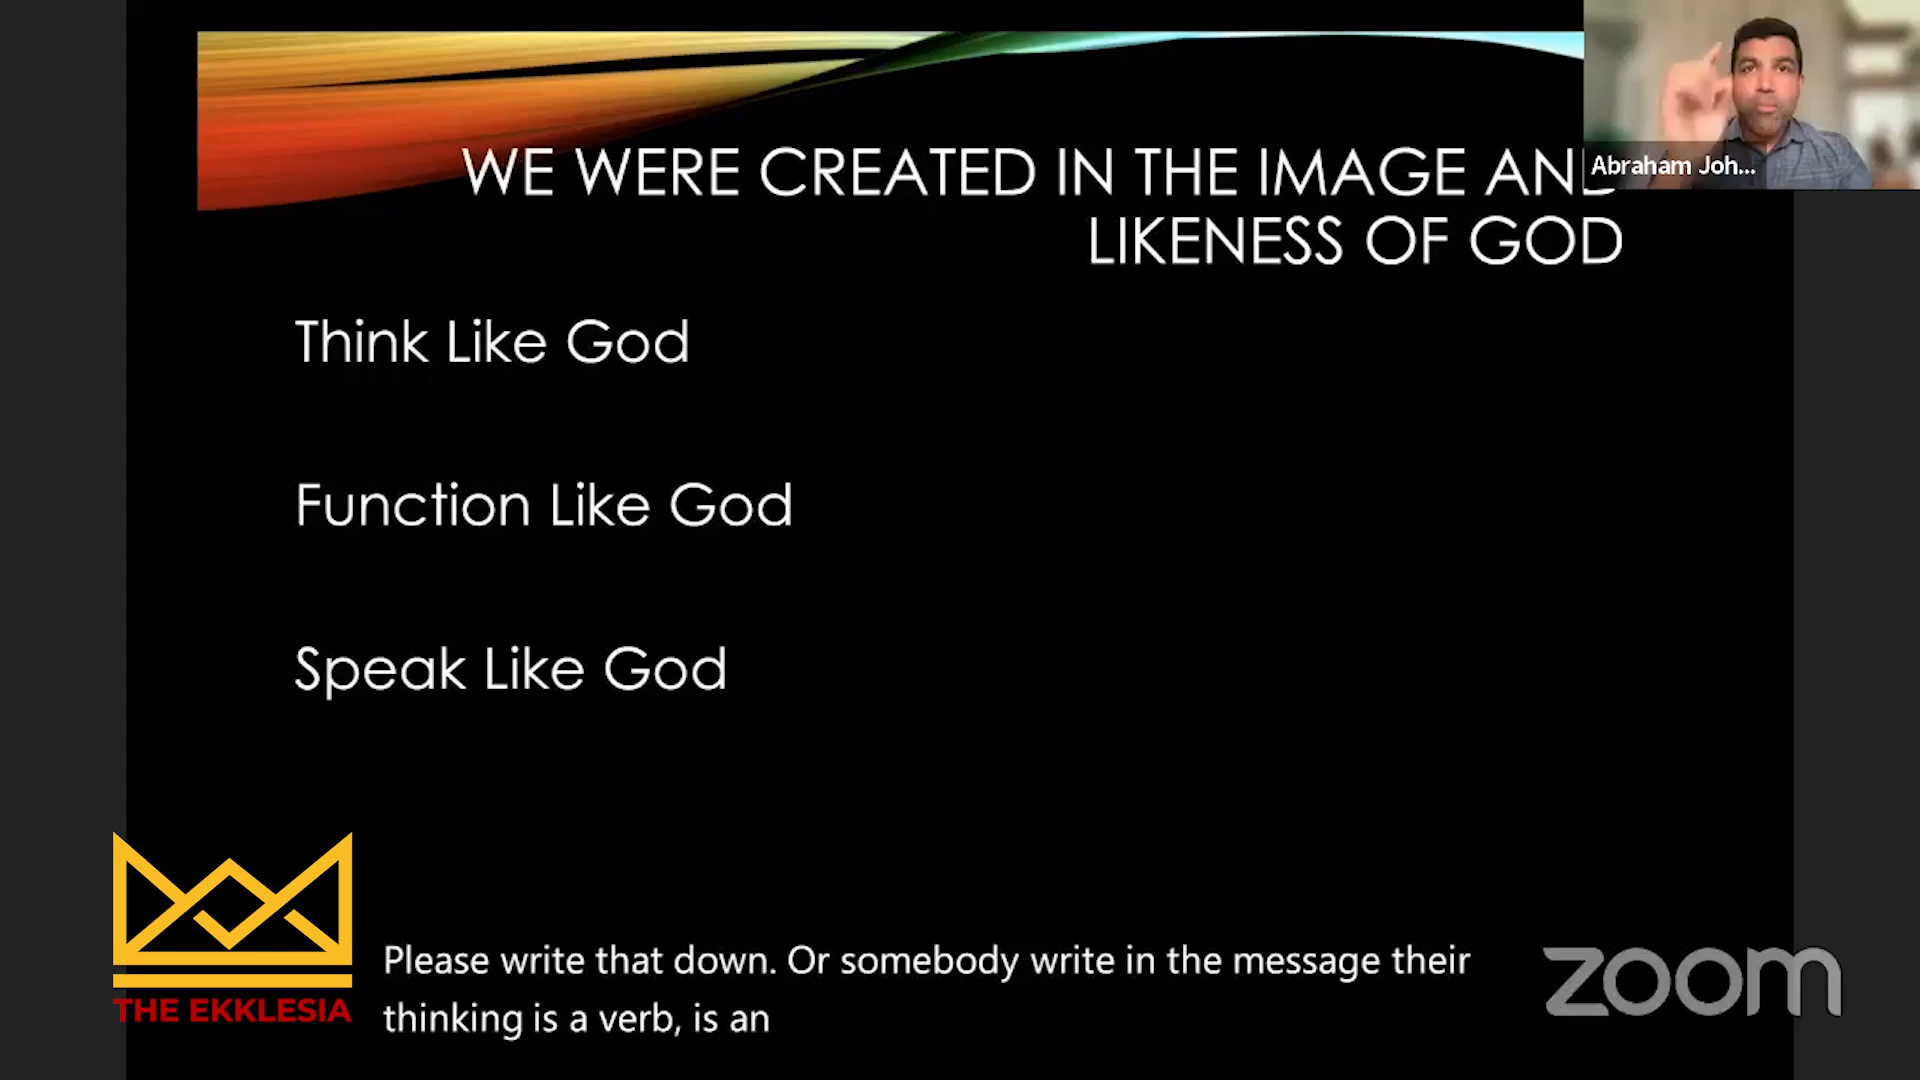 WE WERE CREATED IN THE IMAGE AND
LIKENESS OF GOD
Abraham Joh...
Think Like God
Function Like God
Speak Like God
THE EKKLESIA
Please write that down. Or somebody write in the message their
thinking is a verb, is an
zoom